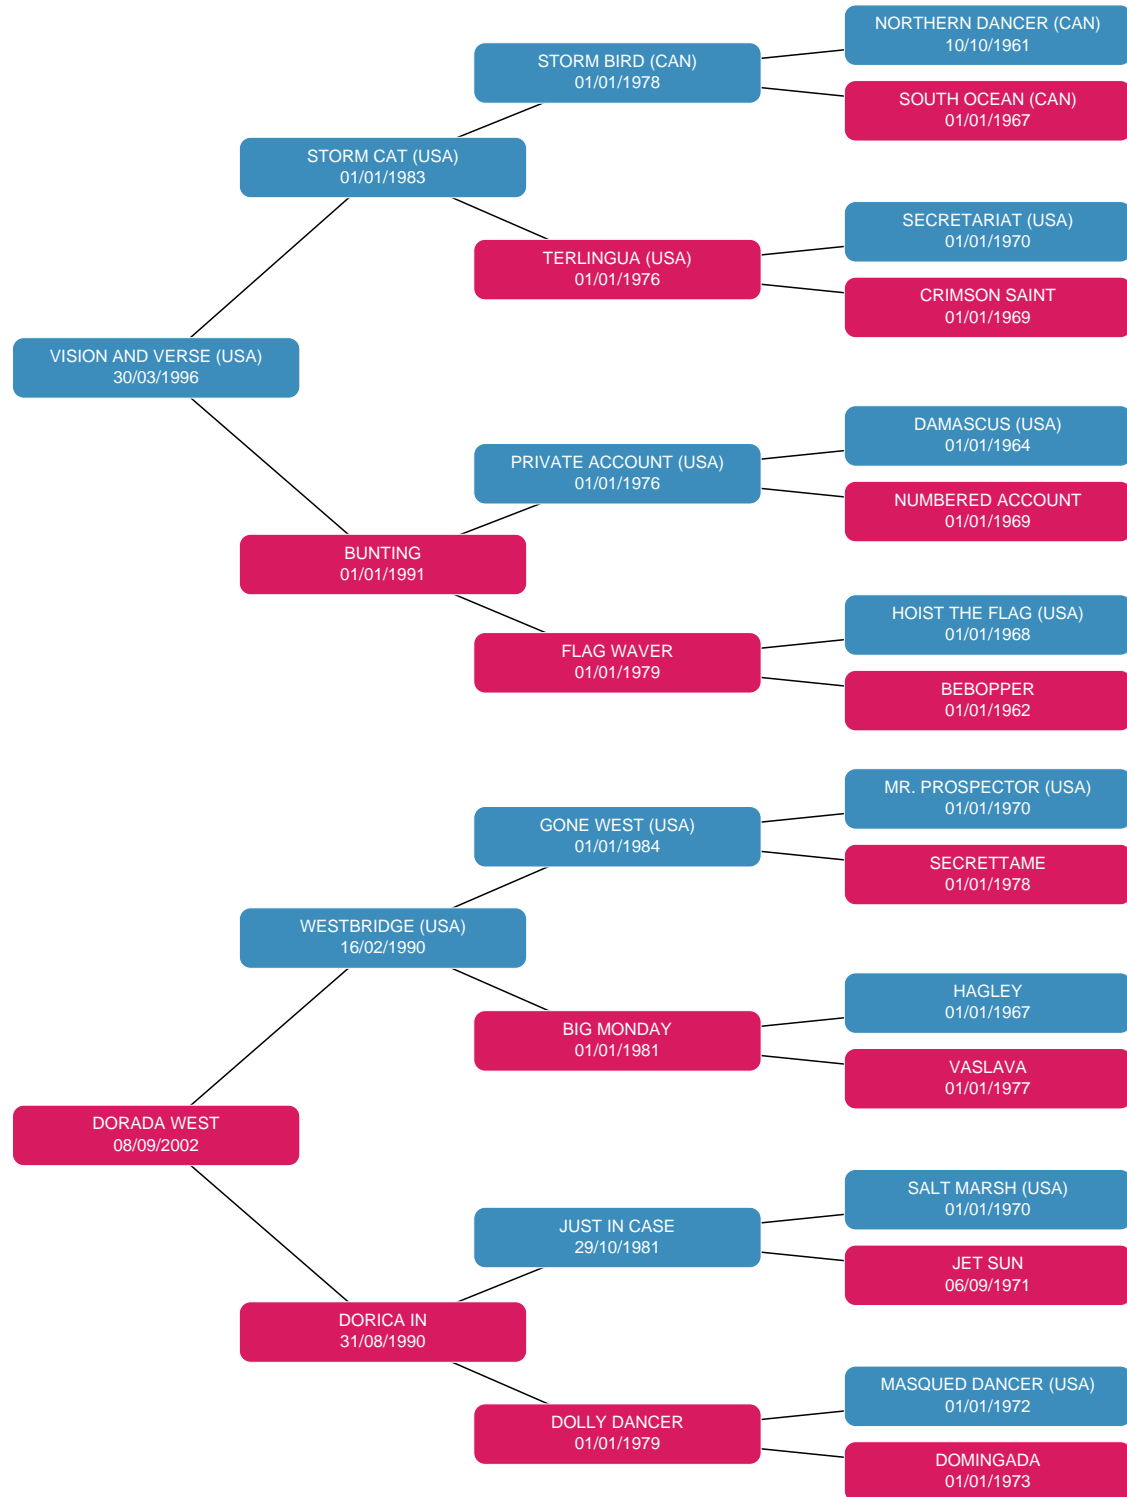 NORTHERN DANCER (CAN)
10/10/1961
STORM BIRD (CAN)
01/01/1978
SOUTH OCEAN (CAN)
01/01/1967
STORM CAT (USA)
01/01/1983
SECRETARIAT (USA)
01/01/1970
TERLINGUA (USA)
01/01/1976
CRIMSON SAINT
01/01/1969
VISION AND VERSE (USA)
30/03/1996
DAMASCUS (USA)
01/01/1964
PRIVATE ACCOUNT (USA)
01/01/1976
NUMBERED ACCOUNT
01/01/1969
BUNTING
01/01/1991
HOIST THE FLAG (USA)
01/01/1968
FLAG WAVER
01/01/1979
BEBOPPER
01/01/1962
MR. PROSPECTOR (USA)
01/01/1970
GONE WEST (USA)
01/01/1984
SECRETTAME
01/01/1978
WESTBRIDGE (USA)
16/02/1990
HAGLEY
01/01/1967
BIG MONDAY
01/01/1981
VASLAVA
01/01/1977
DORADA WEST
08/09/2002
SALT MARSH (USA)
01/01/1970
JUST IN CASE
29/10/1981
JET SUN
06/09/1971
DORICA IN
31/08/1990
MASQUED DANCER (USA)
01/01/1972
DOLLY DANCER
01/01/1979
DOMINGADA
01/01/1973